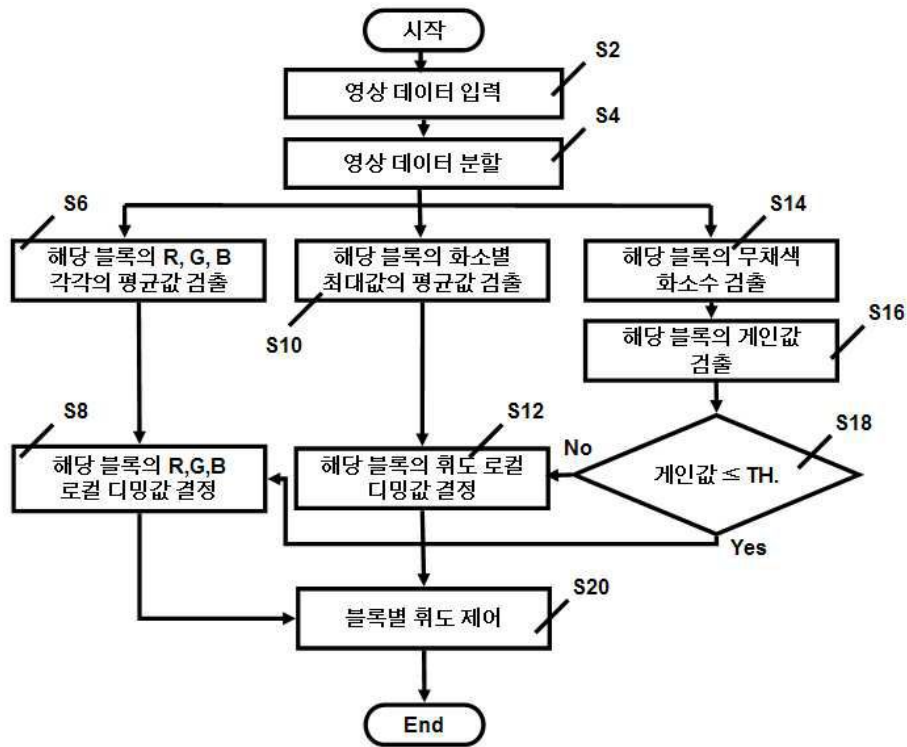 시작
S2
영상 데이터 입력
S4
영상 데이터 분할
S6
해당 블록의 R, G, B
각각의 평균값 검출
해당 블록의 화소별
최대값의 평균값 검출
S10
S14
해당 블록의 무채색
화소수 검출
S16
해당 블록의 게인값
검출
S8
해당 블록의 R,G,B
로컬 디밍값 결정
S12
해당 블록의 휘도 로컬
디밍값 결정
No
S18
게인값 ≤ TH.
Yes
S20
블록별 휘도 제어
End